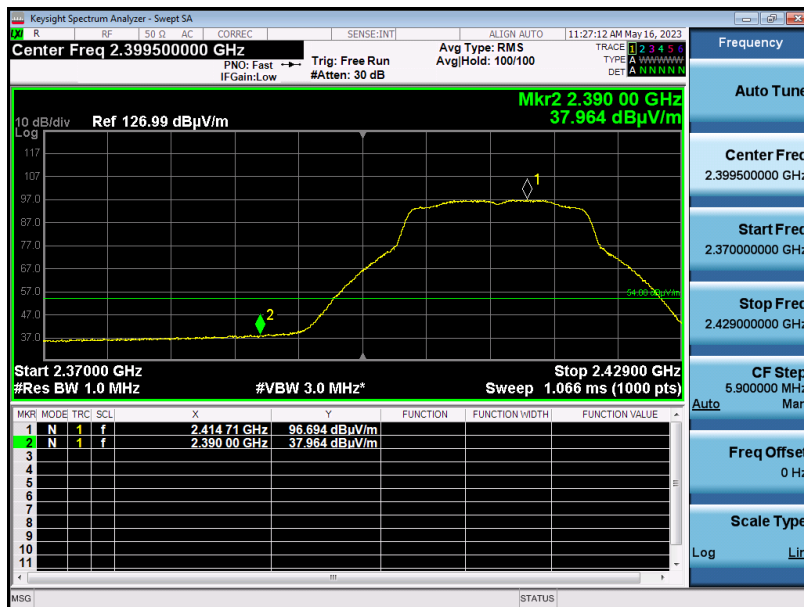 Keysight Spectrum Analyzer - Swept SA
LXI R RF 50 Ω AC CORREC SENSE:INT ALIGN AUTO 11:27:12 AM May 16, 2023
Center Freq 2.399500000 GHz
PNO: Fast
IFGain:Low
Trig: Free Run
#Atten: 30 dB
Avg Type: RMS
Avg|Hold: 100/100
TRACE 1 2 3 4 5 6
TYPE A WWWWW
DET A N N N N N
Mkr2 2.390 00 GHz
37.964 dBµV/m
10 dB/div Ref 126.99 dBµV/m
Log
117
107
97.0
87.0
77.0
67.0
57.0
47.0
37.0
1
2
54.00 dBµV/m
Start 2.37000 GHz Stop 2.42900 GHz
#Res BW 1.0 MHz #VBW 3.0 MHz* Sweep 1.066 ms (1000 pts)
MKR MODE TRC SCL X Y FUNCTION FUNCTION WIDTH FUNCTION VALUE
1 N 1 f 2.414 71 GHz 96.694 dBµV/m
2 N 1 f 2.390 00 GHz 37.964 dBµV/m
3
4
5
6
7
8
9
10
11
MSG STATUS
Frequency
Auto Tune
Center Freq
2.399500000 GHz
Start Freq
2.370000000 GHz
Stop Freq
2.429000000 GHz
CF Step
5.900000 MHz
Auto Man
Freq Offset
0 Hz
Scale Type
Log Lin